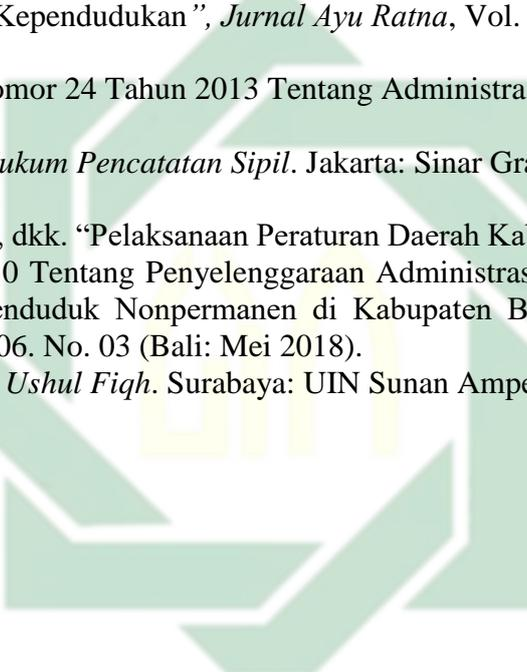 Kependudukan”, Jurnal Ayu Ratna, Vol.
omor 24 Tahun 2013 Tentang Administra
ukum Pencatatan Sipil. Jakarta: Sinar Gra
, dkk. “Pelaksanaan Peraturan Daerah Kab
0 Tentang Penyelenggaraan Administras
enduduk Nonpermanen di Kabupaten B
06. No. 03 (Bali: Mei 2018).
Ushul Fiqh. Surabaya: UIN Sunan Ampe